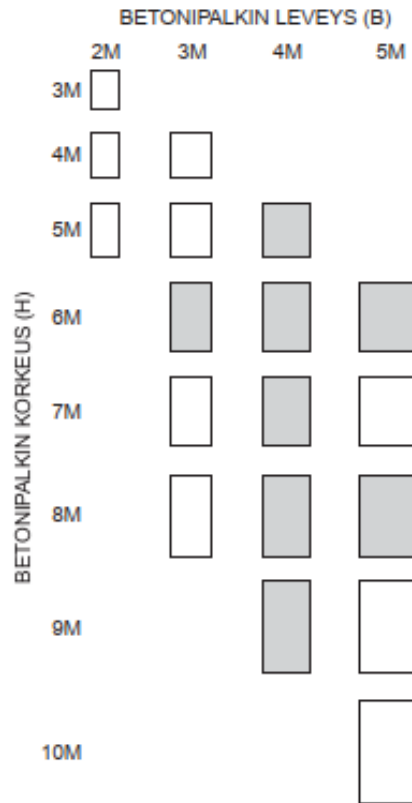 BETONIPALKIN LEVEYS (B)
2M 3M 4M 5M
3M
4M
5M
6M
7M
8M
9M
10M
BETONIPALKIN KORKEUS (H)